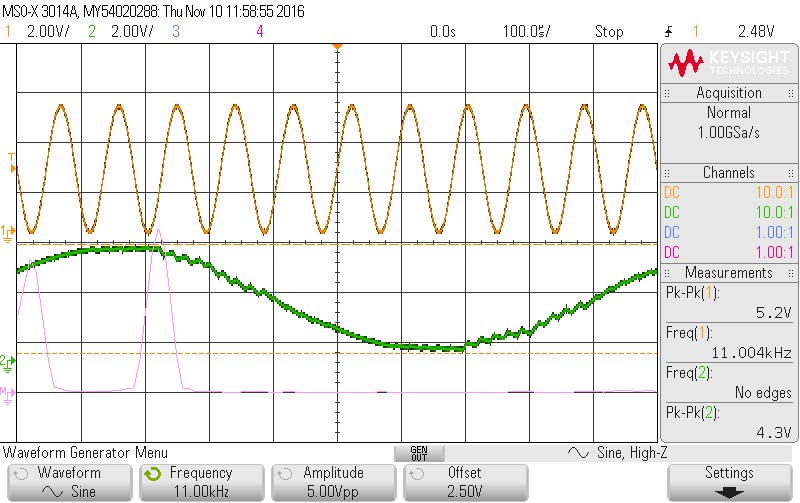 MSO-X 3014A, MY54020288: Thu Nov 10 11:58:55 2016
1 2.00V/ 2 2.00V/ 3 4 0.0s 100.0µs/ Stop 1 2.48V
KEYSIGHT
TECHNOLOGIES
Acquisition
Normal
1.00GSa/s
Channels
DC 10.0:1
DC 10.0:1
DC 1.00:1
DC 1.00:1
Measurements
Pk-Pk(1):
5.2V
Freq(1):
11.004kHz
Freq(2):
No edges
Pk-Pk(2):
4.3V
T
1
2
M
Waveform Generator Menu
GEN
OUT
Sine, High-Z
Waveform
Sine
Frequency
11.00kHz
Amplitude
5.00Vpp
Offset
2.50V
Settings